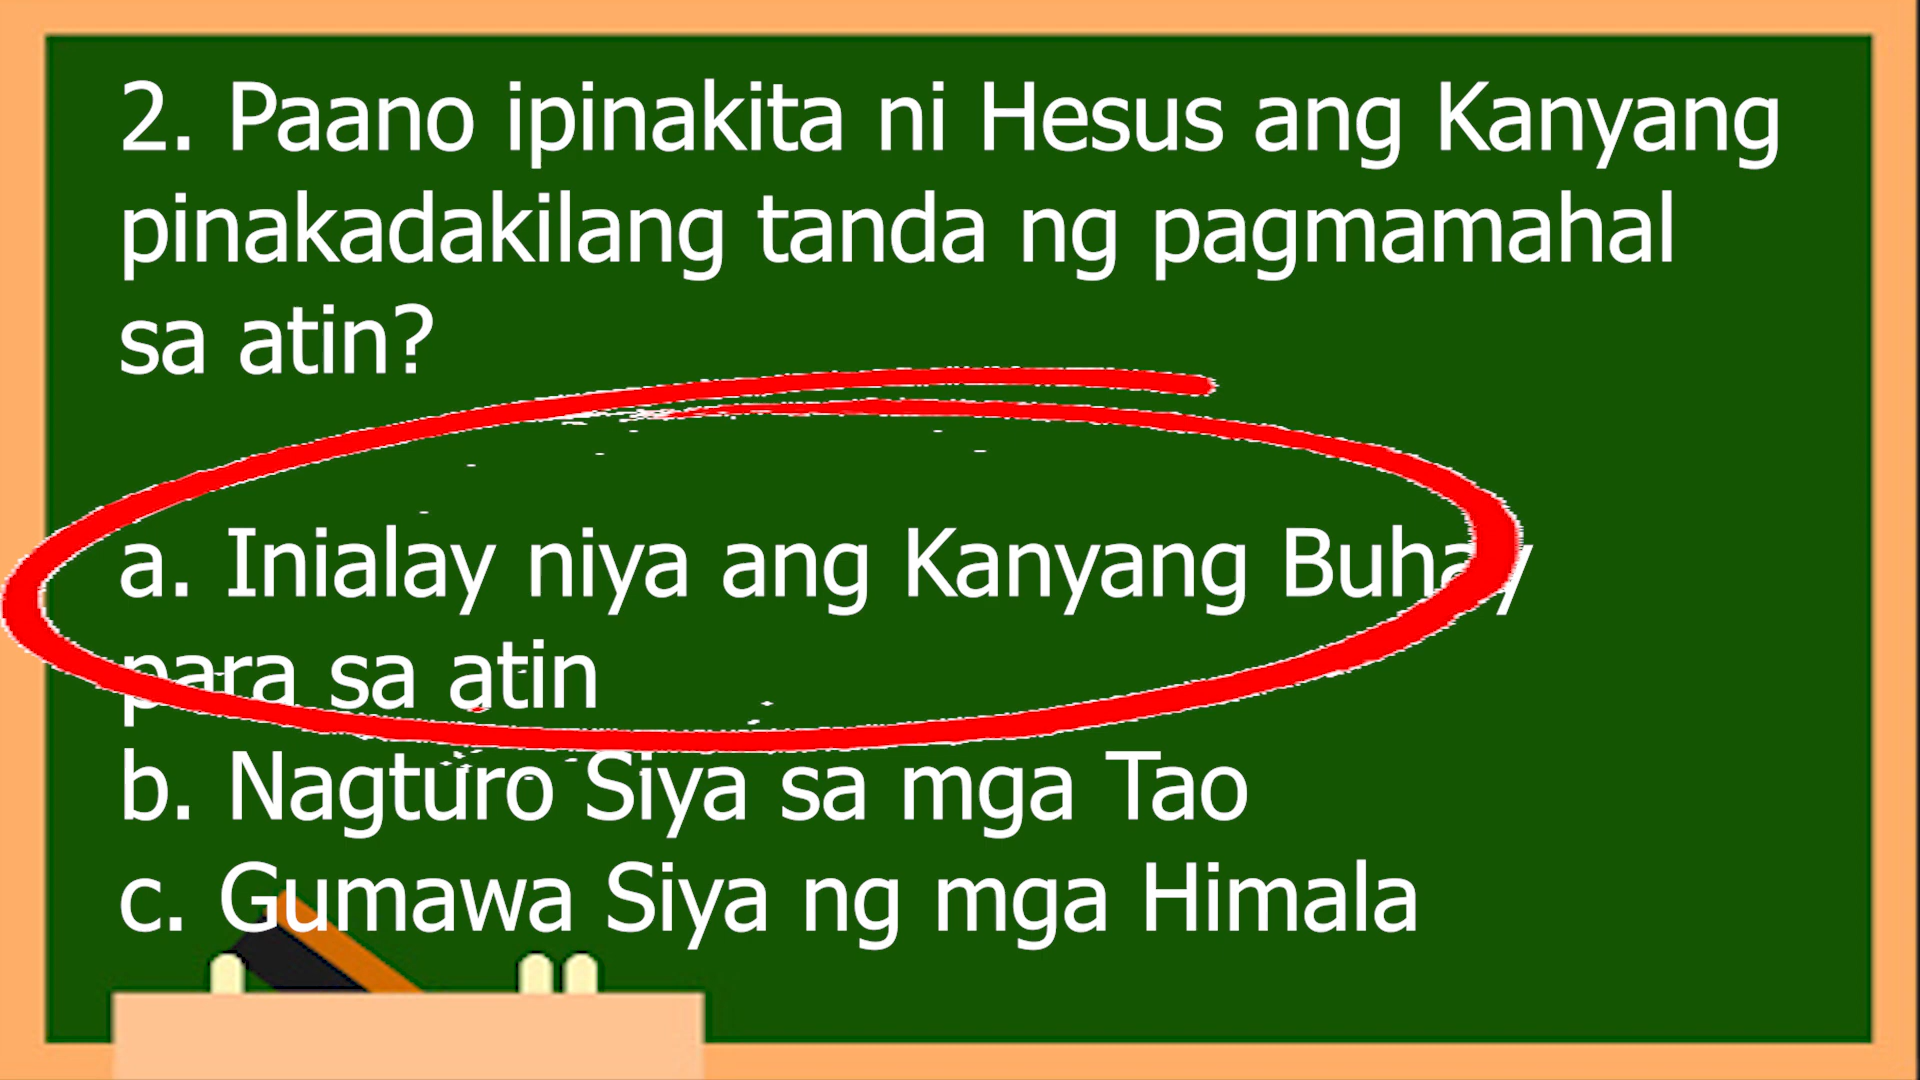 2. Paano ipinakita ni Hesus ang Kanyang
pinakadakilang tanda ng pagmamahal
sa atin?
a. Inialay niya ang Kanyang Buhay
para sa atin
b. Nagturo Siya sa mga Tao
c. Gumawa Siya ng mga Himala